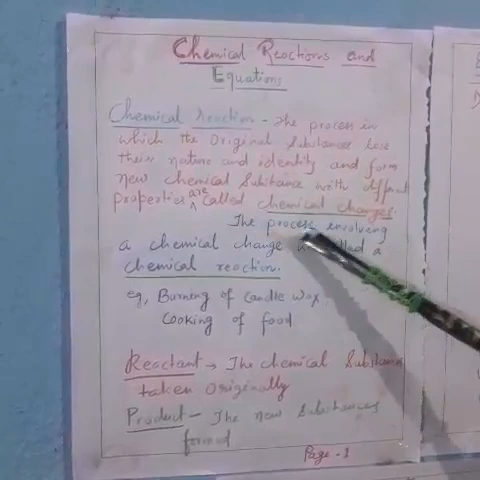 Chemical Reactions and
Equations
Chemical reaction - The process in
which the Original Substances lose
their nature and identity and form
new chemical Substance with diffrent
properties are called chemical changes.
The process involving
a chemical change is called a
chemical reaction.
eg, Burning of Candle wax
Cooking of food
Reactant → The Chemical Substances
taken Originally
Product - The new Substances
formed
Page - 1